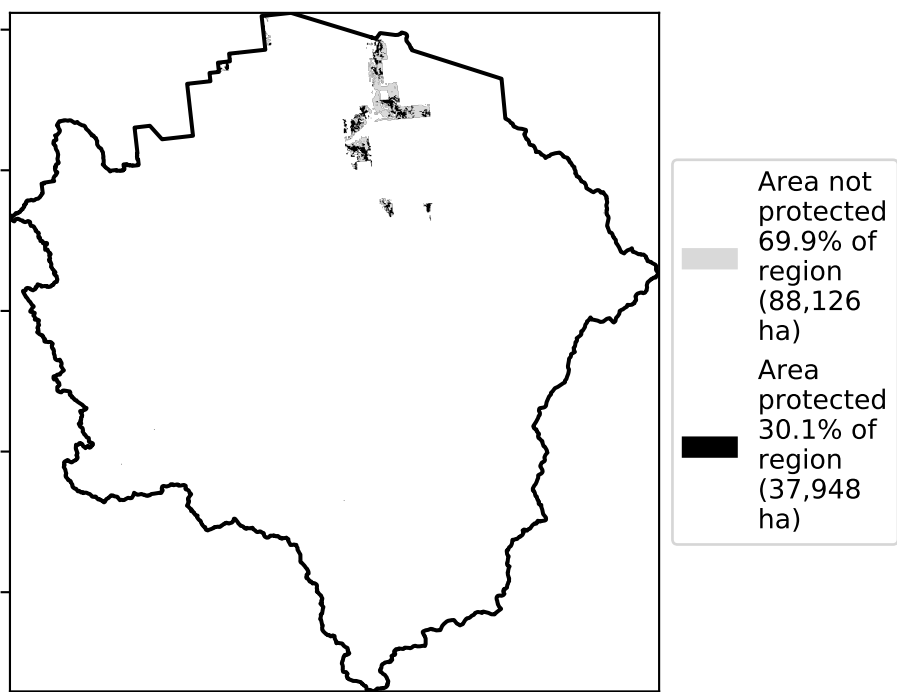 Area not
protected
69.9% of
region
(88,126
ha)
Area
protected
30.1% of
region
(37,948
ha)